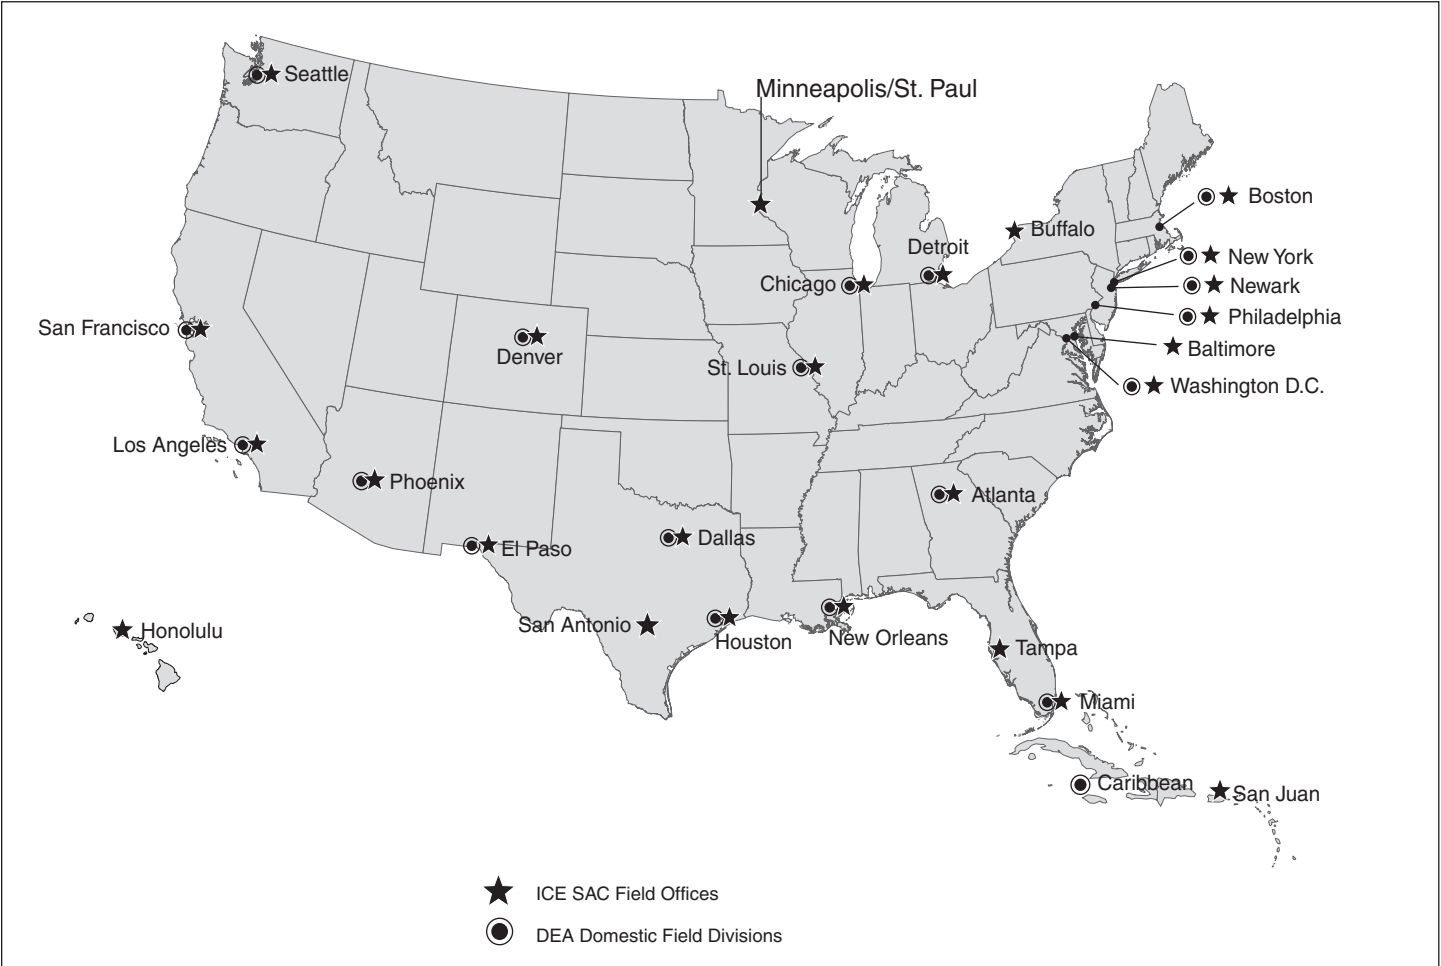 Seattle
Minneapolis/St. Paul
Boston
Buffalo
Detroit
New York
Chicago
Newark
Philadelphia
San Francisco
Baltimore
Denver
St. Louis
Washington D.C.
Los Angeles
Phoenix
Atlanta
Dallas
El Paso
San Antonio
Honolulu
Houston
New Orleans
Tampa
Miami
Caribbean
San Juan
ICE SAC Field Offices
DEA Domestic Field Divisions